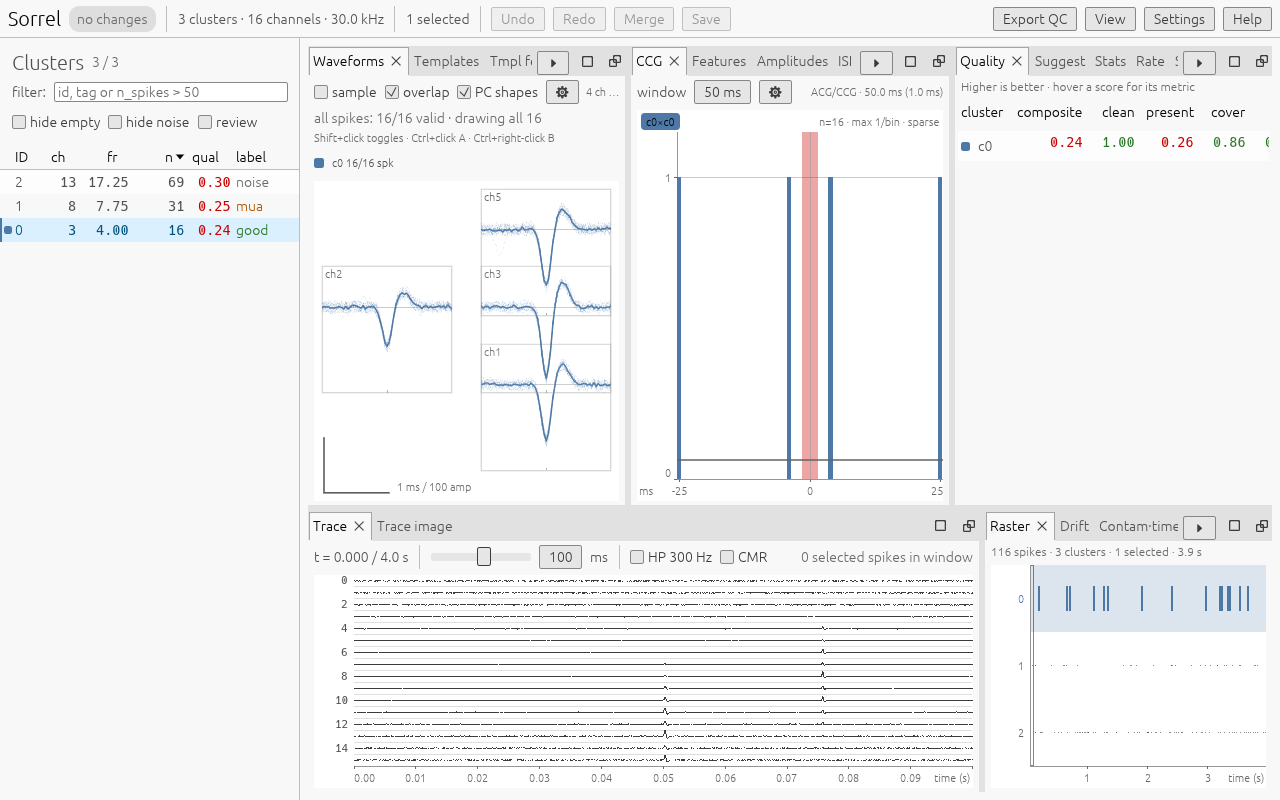 Sorrel no changes 3 clusters · 16 channels · 30.0 kHz 1 selected Undo Redo Merge Save Export QC View Settings Help
Clusters 3 / 3
filter: id, tag or n_spikes > 50
hide empty hide noise review
ID ch fr n qual label
2 13 17.25 69 0.30 noise
1 8 7.75 31 0.25 mua
0 3 4.00 16 0.24 good
Waveforms Templates Tmpl
sample overlap PC shapes 4 ch ...
all spikes: 16/16 valid · drawing all 16
Shift+click toggles · Ctrl+click A · Ctrl+right-click B
c0 16/16 spk
ch5
ch2
ch3
ch1
1 ms / 100 amp
CCG Features Amplitudes ISI
window 50 ms ACG/CCG · 50.0 ms (1.0 ms)
c0×c0 n=16 · max 1/bin · sparse
1
0
ms -25 0 25
Quality Suggest Stats Rate
Higher is better · hover a score for its metric
cluster composite clean present cover
c0 0.24 1.00 0.26 0.86
Trace Trace image
t = 0.000 / 4.0 s 100 ms HP 300 Hz CMR 0 selected spikes in window
0
2
4
6
8
10
12
14
0.00 0.01 0.02 0.03 0.04 0.05 0.06 0.07 0.08 0.09 time (s)
Raster Drift Contam-time
116 spikes · 3 clusters · 1 selected · 3.9 s
0
1
2
1 2 3 time (s)